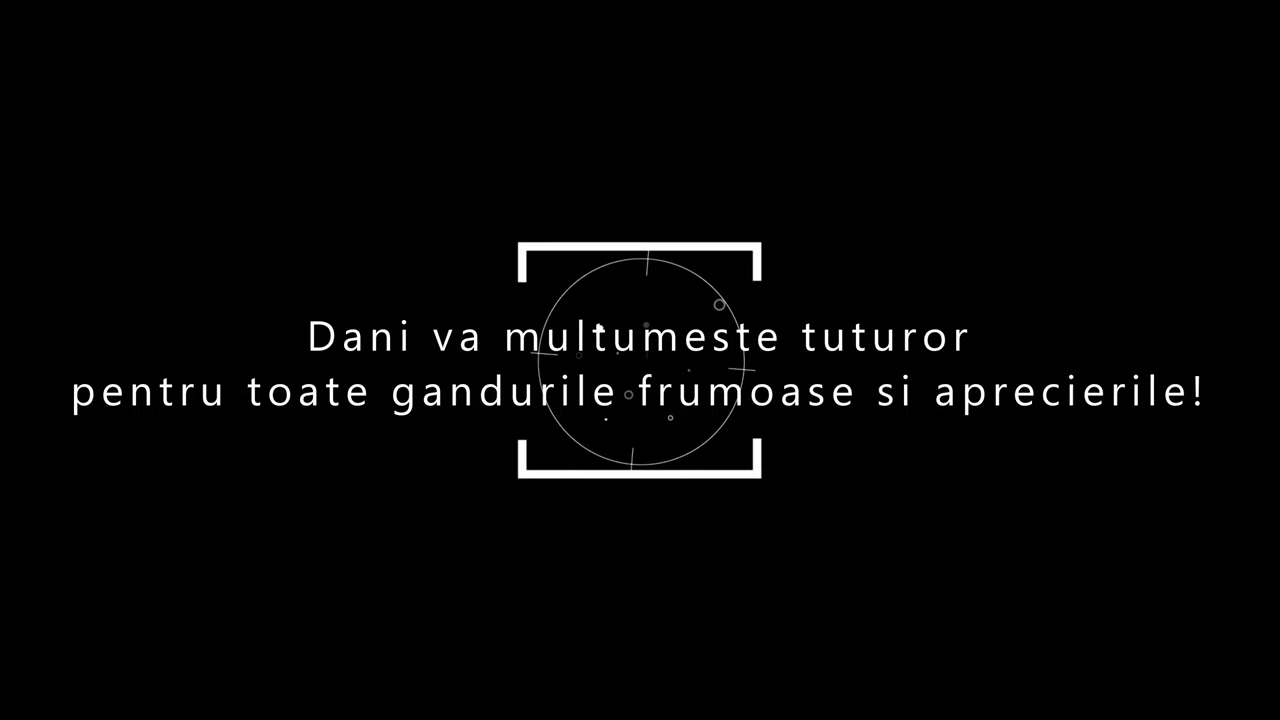 Dani va multumeste tuturor
pentru toate gandurile frumoase si aprecierile!